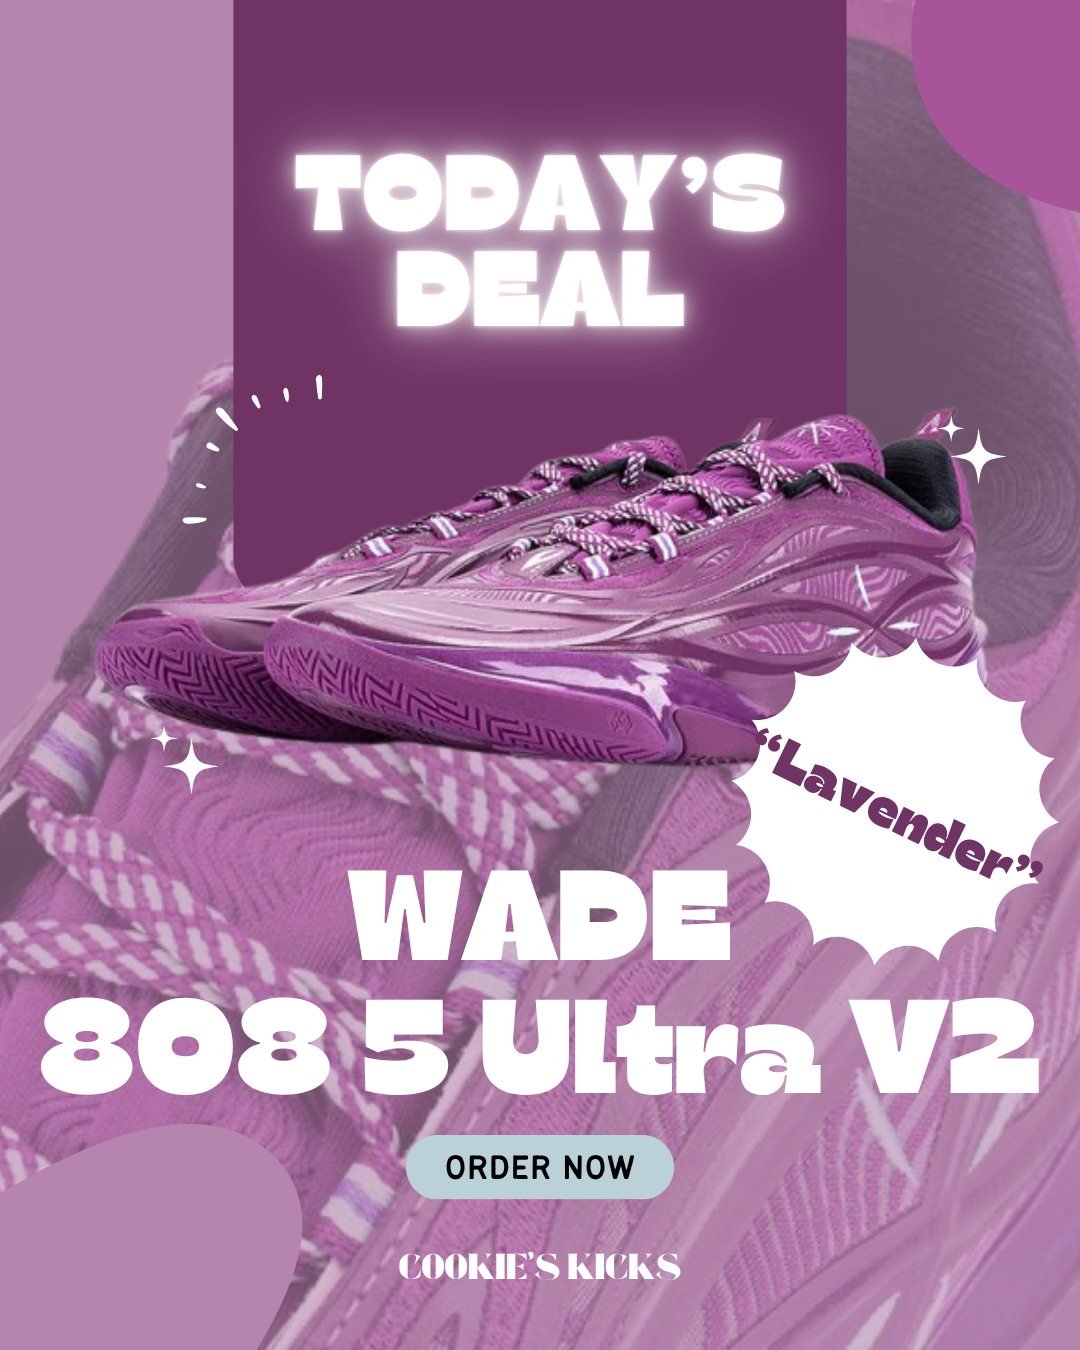 TODAY’S
DEAL
“Lavender”
WADE
808 5 Ultra V2
ORDER NOW
COOKIE’S KICKS